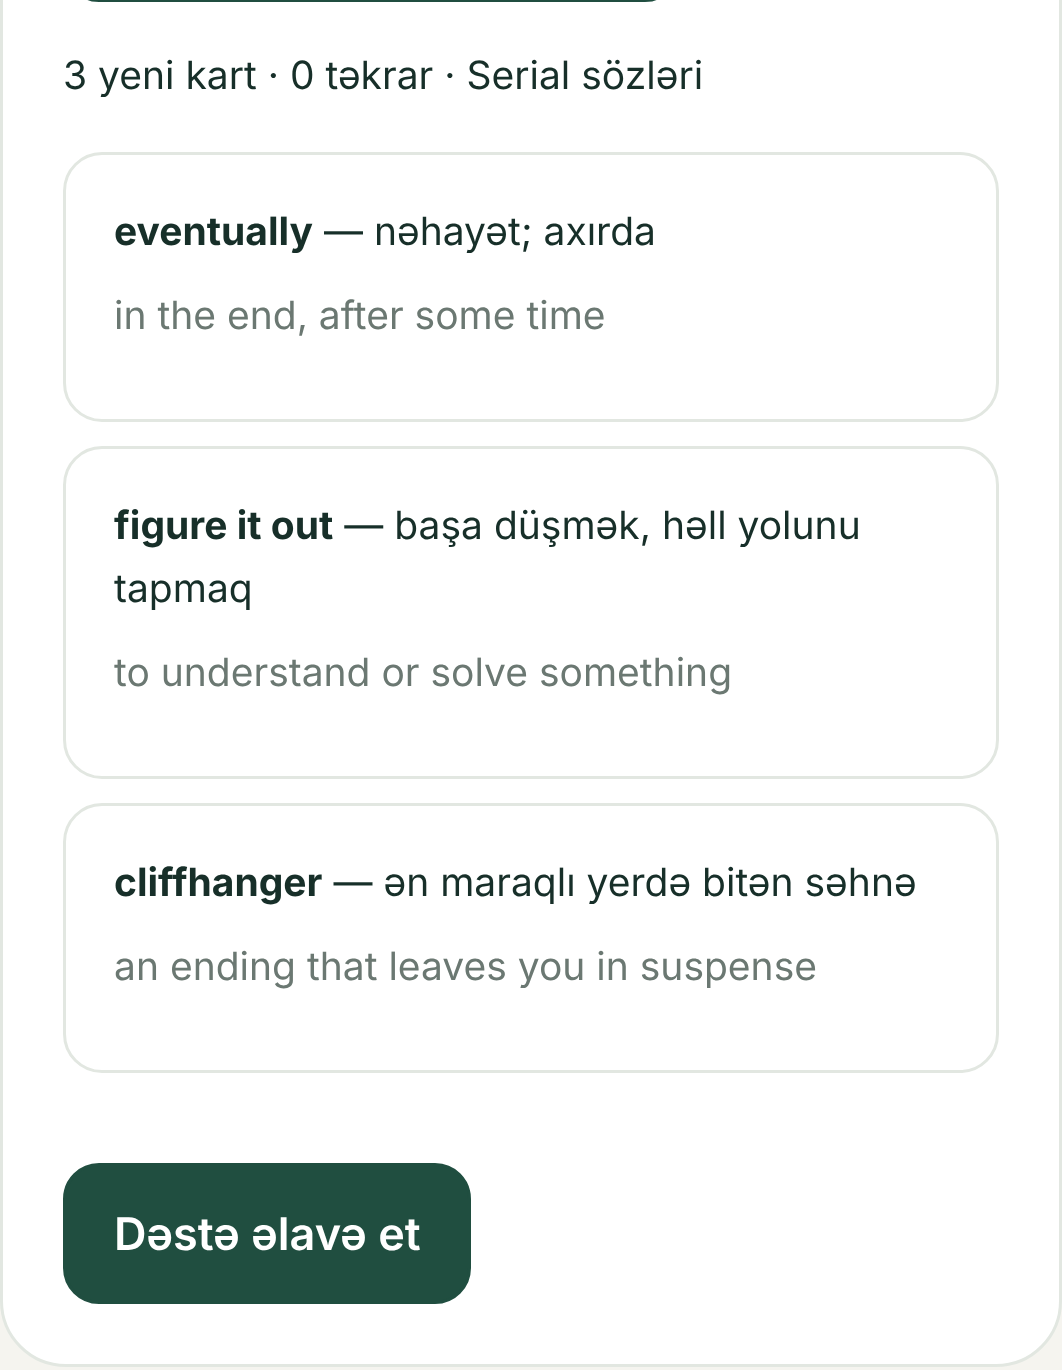 3 yeni kart · 0 təkrar · Serial sözləri
eventually — nəhayət; axırda
in the end, after some time
figure it out — başa düşmək, həll yolunu
tapmaq
to understand or solve something
cliffhanger — ən maraqlı yerdə bitən səhnə
an ending that leaves you in suspense
Dəstə əlavə et